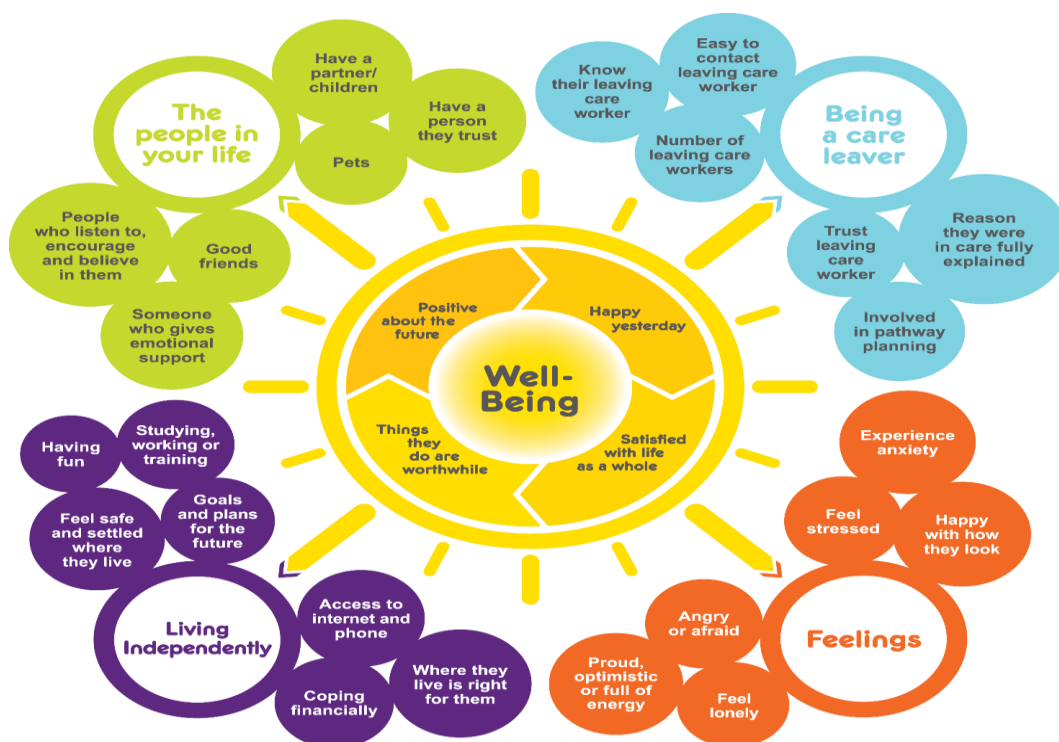 The
people in
your life
Have a
partner/
children
Have a
person
they trust
Pets
People
who listen to,
encourage
and believe
in them
Good
friends
Someone
who gives
emotional
support
Being
a care
leaver
Know
their leaving
care
worker
Easy to
contact
leaving care
worker
Number of
leaving care
workers
Trust
leaving
care
worker
Reason
they were
in care fully
explained
Involved
in pathway
planning
Well-
Being
Positive
about the
future
Happy
yesterday
Things
they
do are
worthwhile
Satisfied
with life
as a whole
Living
Independently
Having
fun
Studying,
working or
training
Feel safe
and settled
where
they live
Goals
and plans
for the
future
Access to
internet and
phone
Coping
financially
Where they
live is right
for them
Feelings
Experience
anxiety
Feel
stressed
Happy
with how
they look
Angry
or afraid
Proud,
optimistic
or full of
energy
Feel
lonely